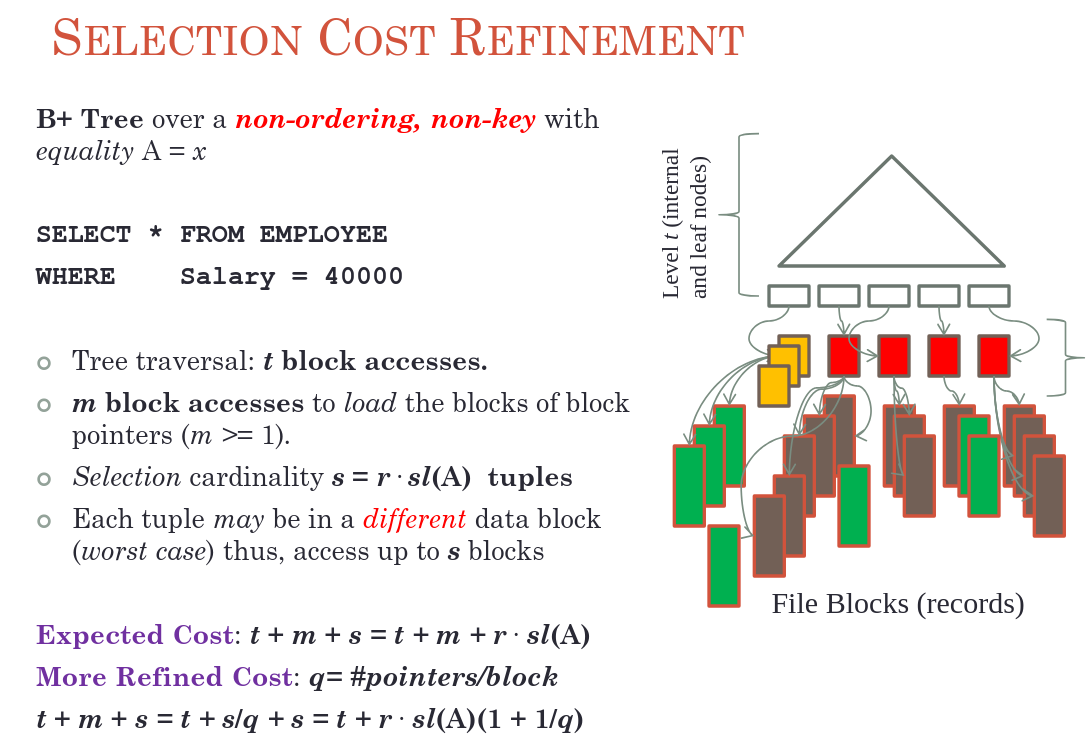 SELECTION COST REFINEMENT
B+ Tree over a non-ordering, non-key with
equality A = x
SELECT * FROM EMPLOYEE
WHERE Salary = 40000
Tree traversal: t block accesses.
m block accesses to load the blocks of block
pointers (m >= 1).
Selection cardinality s = r · sl(A) tuples
Each tuple may be in a different data block
(worst case) thus, access up to s blocks
Expected Cost: t + m + s = t + m + r · sl(A)
More Refined Cost: q= #pointers/block
t + m + s = t + s/q + s = t + r · sl(A)(1 + 1/q)
Level t (internal
and leaf nodes)
File Blocks (records)